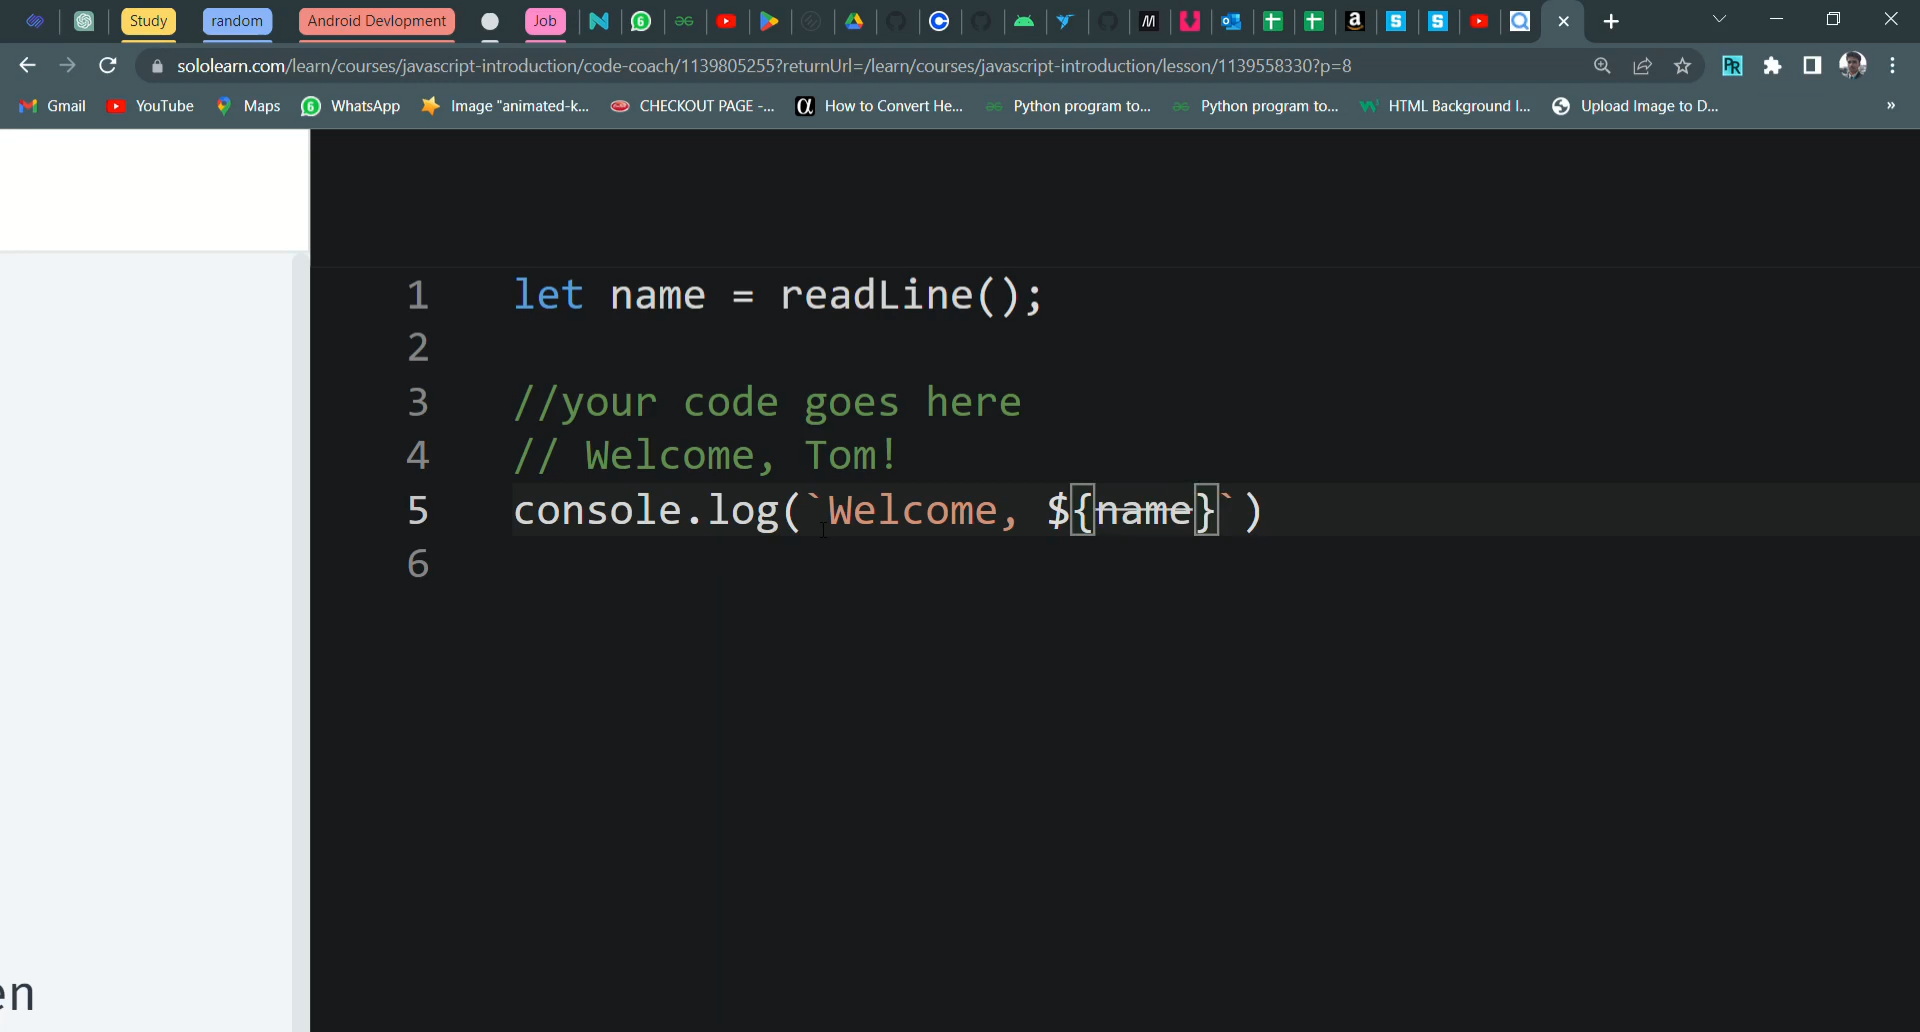 Study
random
Android Devlopment
Job
sololearn.com/learn/courses/javascript-introduction/code-coach/1139805255?returnUrl=/learn/courses/javascript-introduction/lesson/1139558330?p=8
Gmail
YouTube
Maps
WhatsApp
Image "animated-k...
CHECKOUT PAGE -...
How to Convert He...
Python program to...
Python program to...
HTML Background I...
Upload Image to D...
»
1 let name = readLine();
2
3 //your code goes here
4 // Welcome, Tom!
5 console.log(`Welcome, ${name}`)
6
en